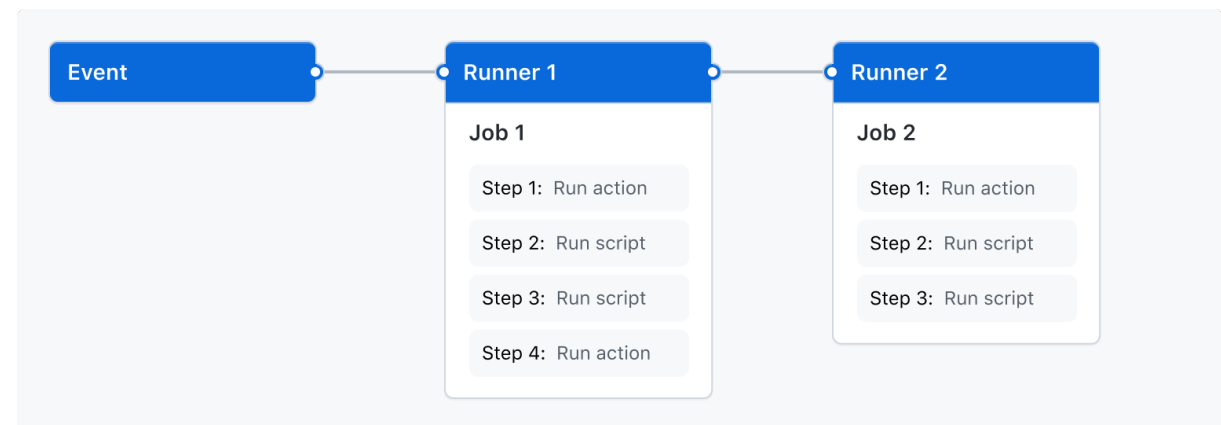 Event
Runner 1
Job 1
Step 1: Run action
Step 2: Run script
Step 3: Run script
Step 4: Run action
Runner 2
Job 2
Step 1: Run action
Step 2: Run script
Step 3: Run script